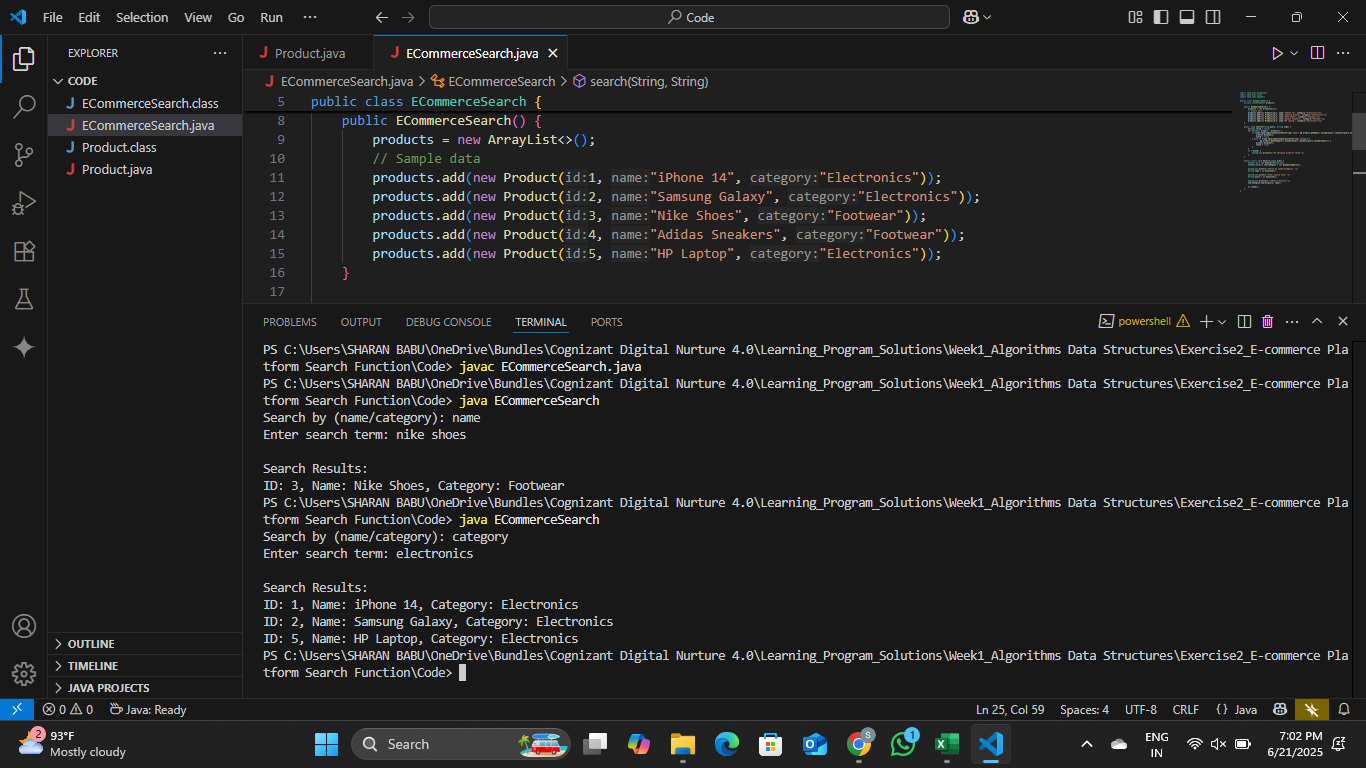 File Edit Selection View Go Run ··· Code
EXPLORER ···
CODE
ECommerceSearch.class
ECommerceSearch.java
Product.class
Product.java
OUTLINE
TIMELINE
JAVA PROJECTS
Product.java ECommerceSearch.java
ECommerceSearch.java > ECommerceSearch > search(String, String)
5 public class ECommerceSearch {
8 public ECommerceSearch() {
9 products = new ArrayList<>();
10 // Sample data
11 products.add(new Product(id:1, name:"iPhone 14", category:"Electronics"));
12 products.add(new Product(id:2, name:"Samsung Galaxy", category:"Electronics"));
13 products.add(new Product(id:3, name:"Nike Shoes", category:"Footwear"));
14 products.add(new Product(id:4, name:"Adidas Sneakers", category:"Footwear"));
15 products.add(new Product(id:5, name:"HP Laptop", category:"Electronics"));
16 }
17
PROBLEMS OUTPUT DEBUG CONSOLE TERMINAL PORTS powershell
PS C:\Users\SHARAN BABU\OneDrive\Bundles\Cognizant Digital Nurture 4.0\Learning_Program_Solutions\Week1_Algorithms Data Structures\Exercise2_E-commerce Pla
tform Search Function\Code> javac ECommerceSearch.java
PS C:\Users\SHARAN BABU\OneDrive\Bundles\Cognizant Digital Nurture 4.0\Learning_Program_Solutions\Week1_Algorithms Data Structures\Exercise2_E-commerce Pla
tform Search Function\Code> java ECommerceSearch
Search by (name/category): name
Enter search term: nike shoes
Search Results:
ID: 3, Name: Nike Shoes, Category: Footwear
PS C:\Users\SHARAN BABU\OneDrive\Bundles\Cognizant Digital Nurture 4.0\Learning_Program_Solutions\Week1_Algorithms Data Structures\Exercise2_E-commerce Pla
tform Search Function\Code> java ECommerceSearch
Search by (name/category): category
Enter search term: electronics
Search Results:
ID: 1, Name: iPhone 14, Category: Electronics
ID: 2, Name: Samsung Galaxy, Category: Electronics
ID: 5, Name: HP Laptop, Category: Electronics
PS C:\Users\SHARAN BABU\OneDrive\Bundles\Cognizant Digital Nurture 4.0\Learning_Program_Solutions\Week1_Algorithms Data Structures\Exercise2_E-commerce Pla
tform Search Function\Code>
0 0 Java: Ready Ln 25, Col 59 Spaces: 4 UTF-8 CRLF {} Java
2 93°F
Mostly cloudy
Search
S
1
ENG
IN
7:02 PM
6/21/2025